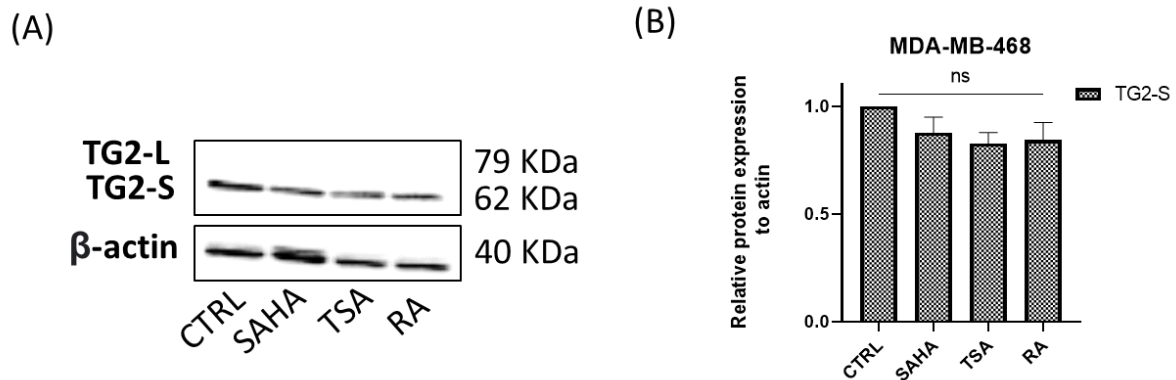 (A)
TG2-L
79 KDa
TG2-S
62 KDa
β-actin
40 KDa
CTRL
SAHA
TSA
RA
(B)
MDA-MB-468
ns
TG2-S
Relative protein expression
to actin
1.0
0.5
0.0
CTRL
SAHA
TSA
RA